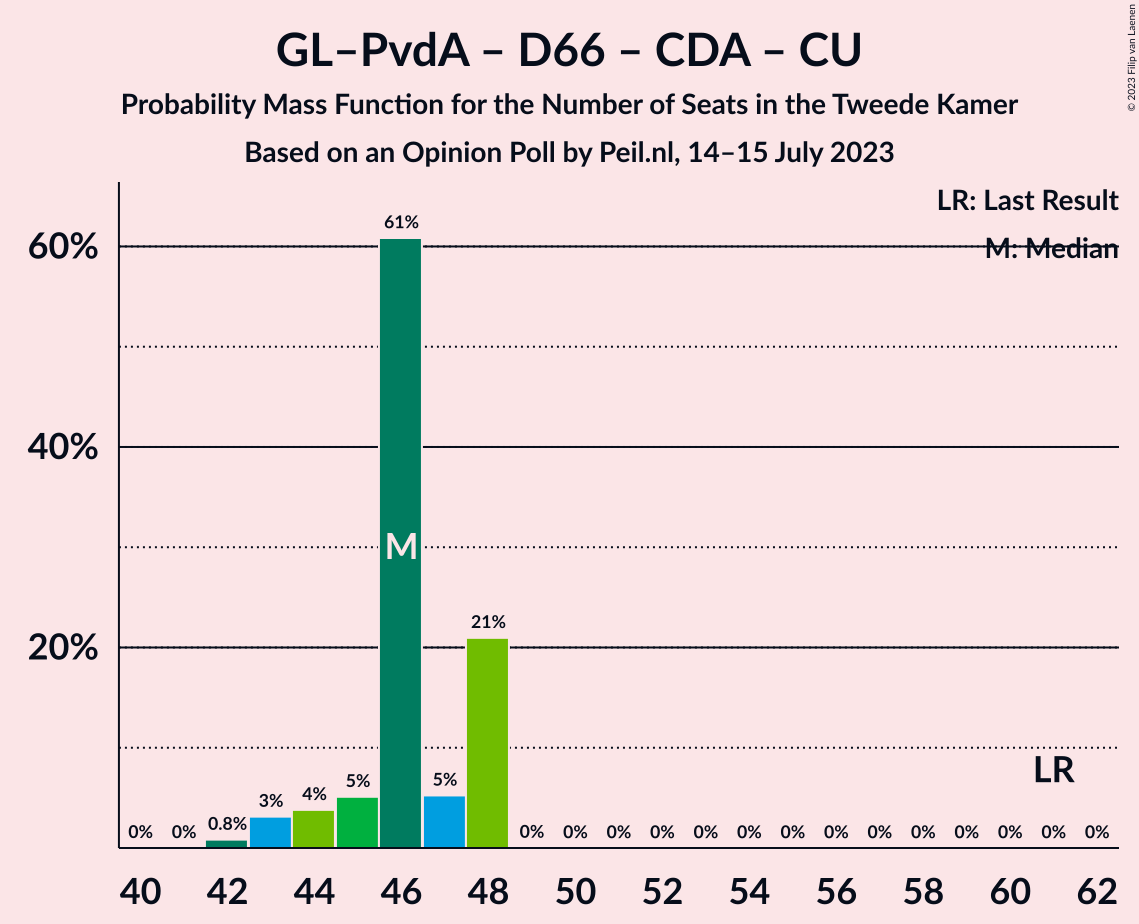 GL–PvdA – D66 – CDA – CU
Probability Mass Function for the Number of Seats in the Tweede Kamer
Based on an Opinion Poll by Peil.nl, 14–15 July 2023
© 2023 Filip van Laenen
LR: Last Result
M: Median
60%
40%
20%
0% 0% 0.8% 3% 4% 5% 61% 5% 21% 0% 0% 0% 0% 0% 0% 0% 0% 0% 0% 0% 0% 0% 0%
M
LR
40 42 44 46 48 50 52 54 56 58 60 62